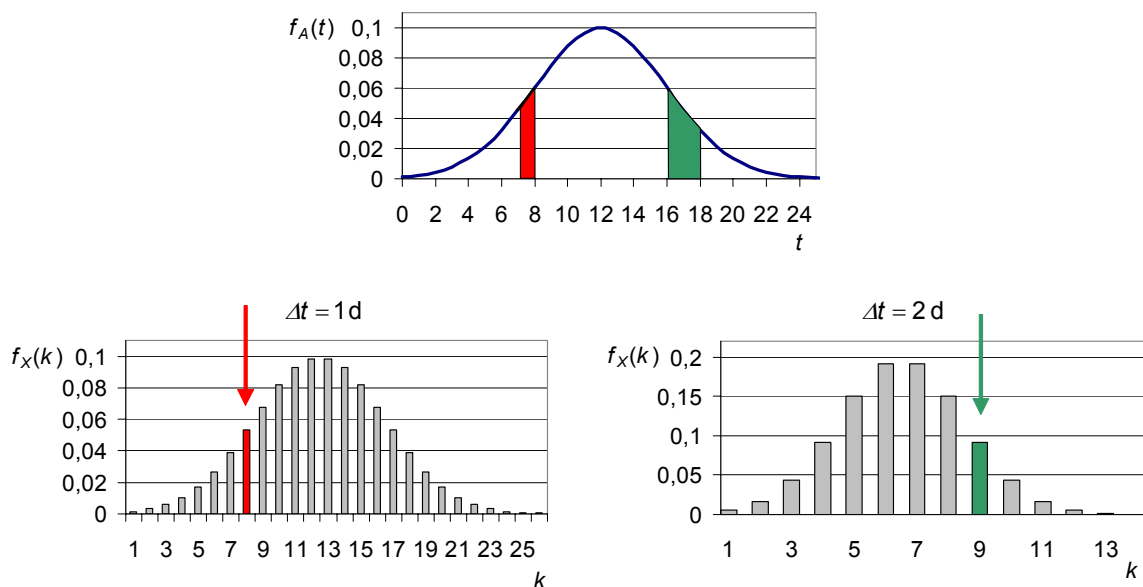 f_A(t) 0,1
0,08
0,06
0,04
0,02
0
0 2 4 6 8 10 12 14 16 18 20 22 24
t
Δt = 1 d
f_X(k) 0,1
0,08
0,06
0,04
0,02
0
1 3 5 7 9 11 13 15 17 19 21 23 25
k
Δt = 2 d
f_X(k) 0,2
0,15
0,1
0,05
0
1 3 5 7 9 11 13
k